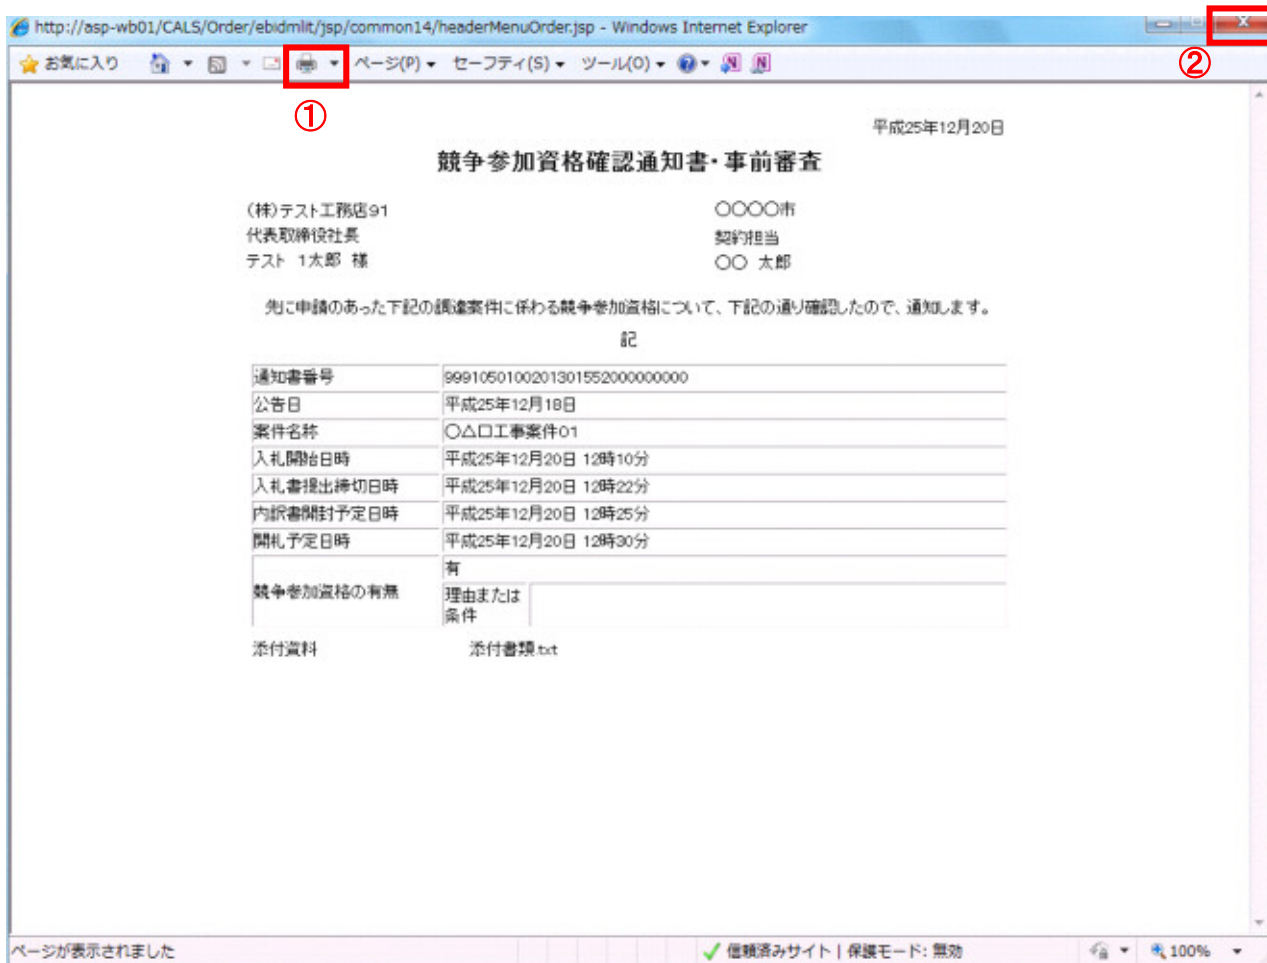 http://asp-wb01/CALS/Order/ebidmlit/jsp/common14/headerMenuOrder.jsp - Windows Internet Explorer
お気に入り ページ(P) セーフティ(S) ツール(O)
① ②
平成25年12月20日
競争参加資格確認通知書・事前審査
(株)テスト工務店91 〇〇〇〇市
代表取締役社長 契約担当
テスト 1太郎 様 〇〇 太郎
先に申請のあった下記の調達案件に係わる競争参加資格について、下記の通り確認したので、通知します。
記
通知書番号 99910501002013015520000000​00
公告日 平成25年12月18日
案件名称 〇△口工事案件01
入札開始日時 平成25年12月20日 12時10分
入札書提出締切日時 平成25年12月20日 12時22分
内訳書開封予定日時 平成25年12月20日 12時25分
開札予定日時 平成25年12月20日 12時30分
競争参加資格の有無 有
理由または
条件
添付資料 添付書類.txt
ページが表示されました 信頼済みサイト | 保護モード: 無効 100%